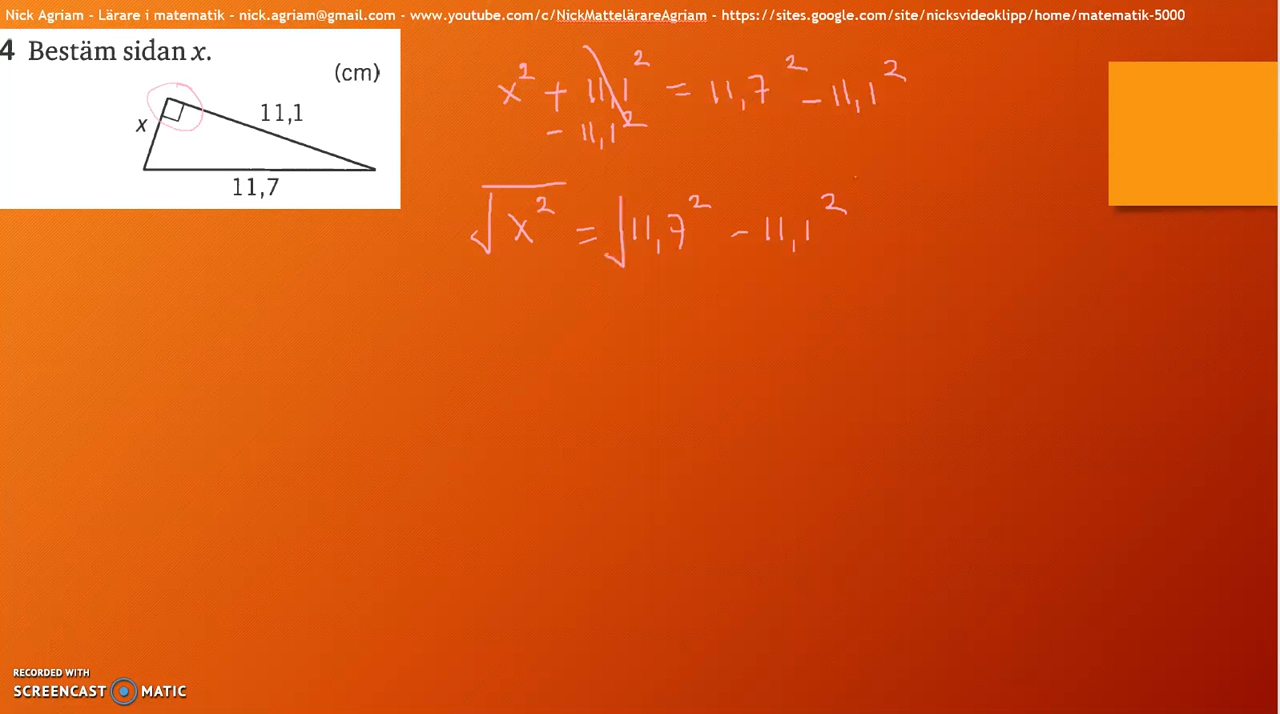 Nick Agriam - Lärare i matematik - nick.agriam@gmail.com - www.youtube.com/c/NickMattelärareAgriam - https://sites.google.com/site/nicksvideoklipp/home/matematik-5000
4 Bestäm sidan x.
(cm)
11,1
x
11,7
x² + 11,1² = 11,7² - 11,1²
- 11,1²
√x² = √11,7² - 11,1²
RECORDED WITH
SCREENCAST MATIC